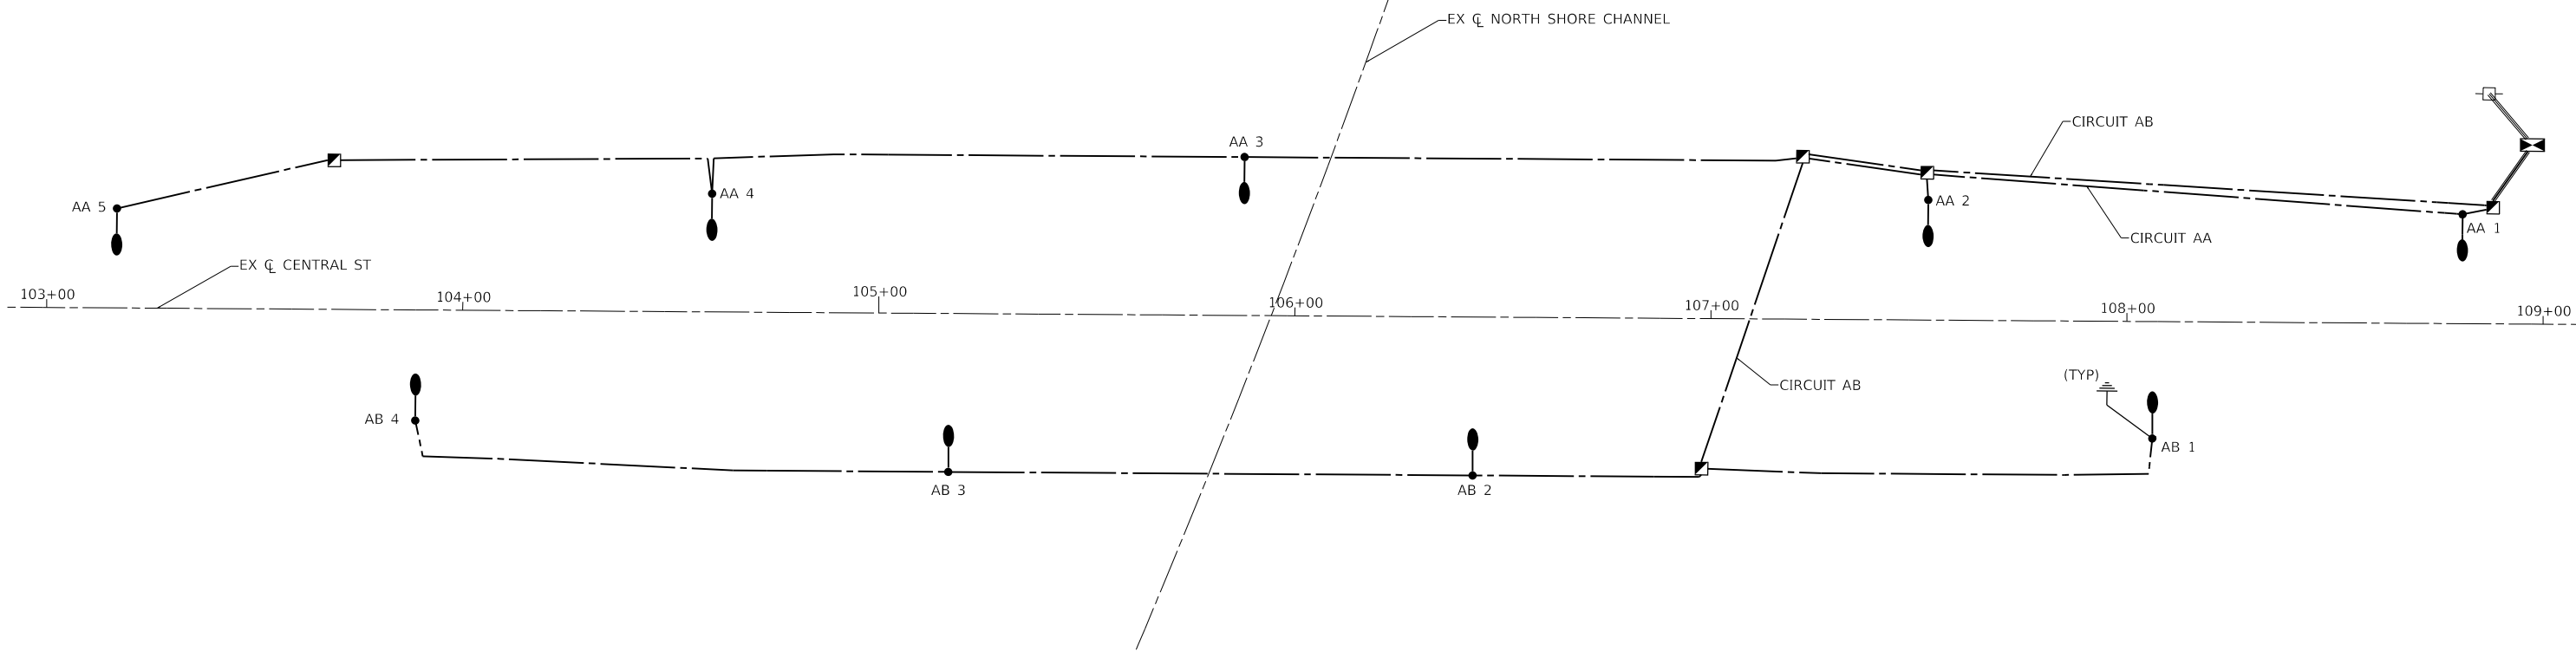 EX ℄ NORTH SHORE CHANNEL
CIRCUIT AB
AA 3
AA 4
AA 5
AA 2
AA 1
CIRCUIT AA
EX ℄ CENTRAL ST
103+00
104+00
105+00
106+00
107+00
108+00
109+00
(TYP)
CIRCUIT AB
AB 4
AB 1
AB 3
AB 2